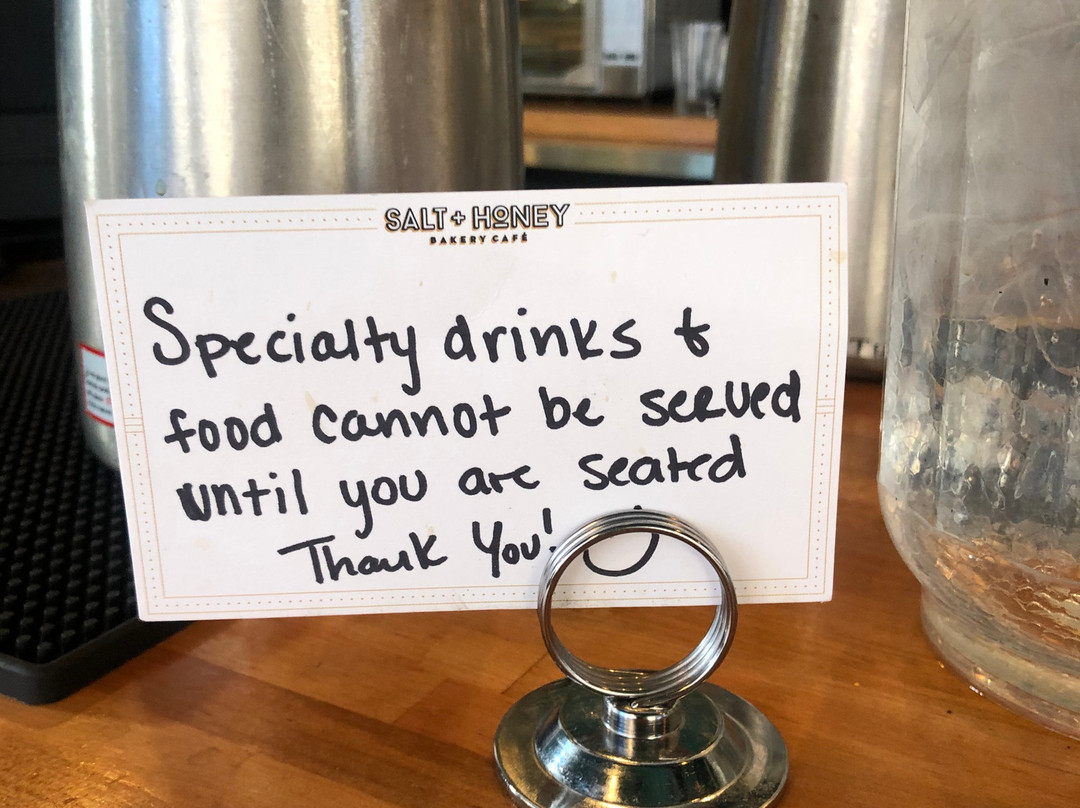 SALT + HONEY
BAKERY CAFÉ
Specialty drinks &
food cannot be served
until you are seated
Thank You!